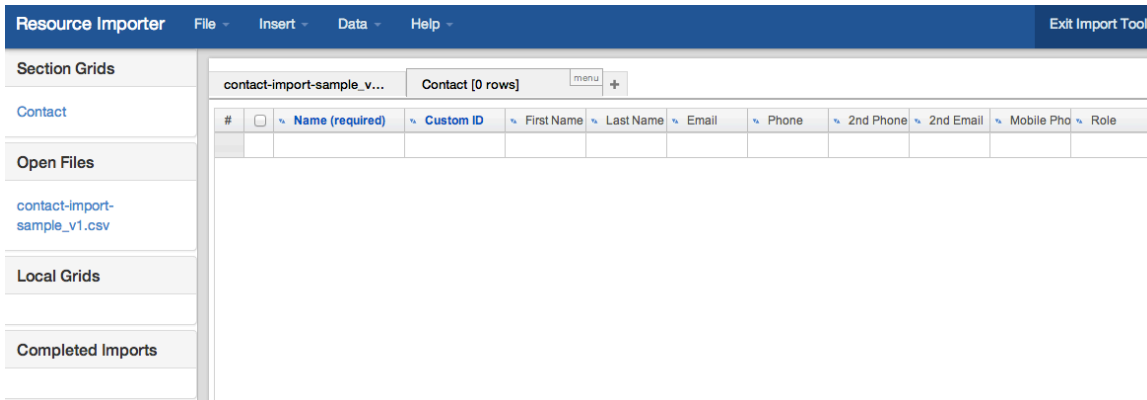 Resource Importer File Insert Data Help Exit Import Tool
Section Grids
Contact
Open Files
contact-import-
sample_v1.csv
Local Grids
Completed Imports
contact-import-sample_v... Contact [0 rows] menu +
# Name (required) Custom ID First Name Last Name Email Phone 2nd Phone 2nd Email Mobile Pho Role